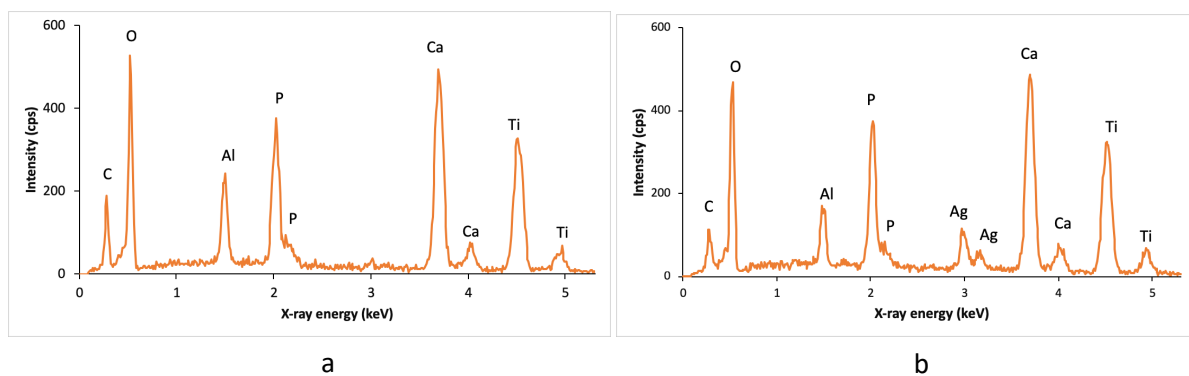 600
400
200
0
Intensity (cps)
C
O
Al
P
P
Ca
Ca
Ti
Ti
0 1 2 3 4 5
X-ray energy (keV)
a
600
400
200
0
Intensity (cps)
C
O
Al
P
P
Ag
Ag
Ca
Ca
Ti
Ti
0 1 2 3 4 5
X-ray energy (keV)
b